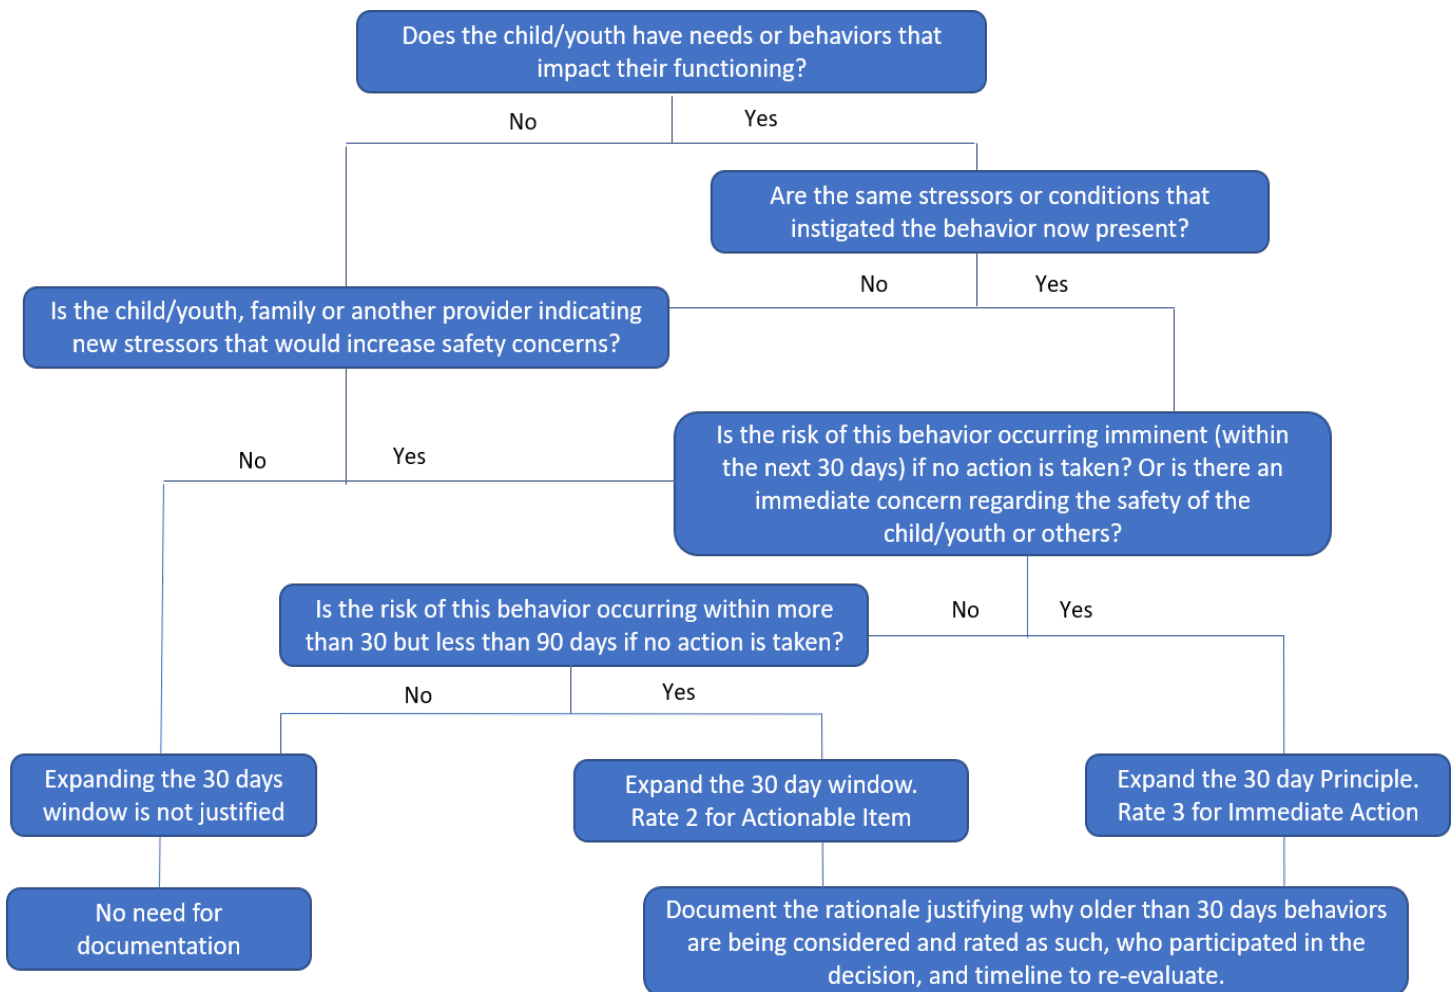 Does the child/youth have needs or behaviors that
impact their functioning?
No
Yes
Are the same stressors or conditions that
instigated the behavior now present?
No
Yes
Is the child/youth, family or another provider indicating
new stressors that would increase safety concerns?
No
Yes
Is the risk of this behavior occurring imminent (within
the next 30 days) if no action is taken? Or is there an
immediate concern regarding the safety of the
child/youth or others?
No
Yes
Is the risk of this behavior occurring within more
than 30 but less than 90 days if no action is taken?
No
Yes
Expanding the 30 days
window is not justified
Expand the 30 day window.
Rate 2 for Actionable Item
Expand the 30 day Principle.
Rate 3 for Immediate Action
No need for
documentation
Document the rationale justifying why older than 30 days behaviors
are being considered and rated as such, who participated in the
decision, and timeline to re-evaluate.